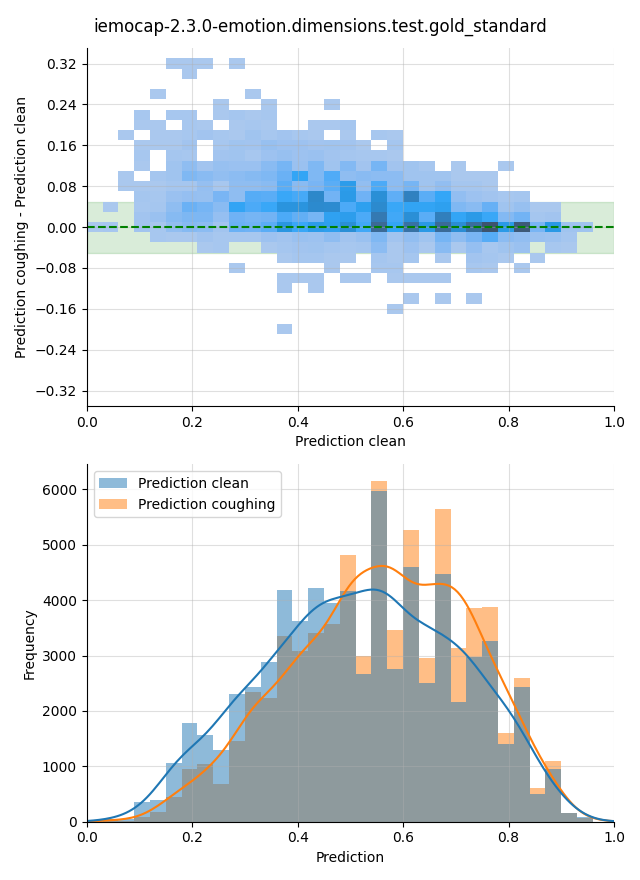 iemocap-2.3.0-emotion.dimensions.test.gold_standard
Prediction coughing - Prediction clean
0.32
0.24
0.16
0.08
0.00
−0.08
−0.16
−0.24
−0.32
0.0 0.2 0.4 0.6 0.8 1.0
Prediction clean
Prediction clean
Prediction coughing
Frequency
6000
5000
4000
3000
2000
1000
0
0.0 0.2 0.4 0.6 0.8 1.0
Prediction